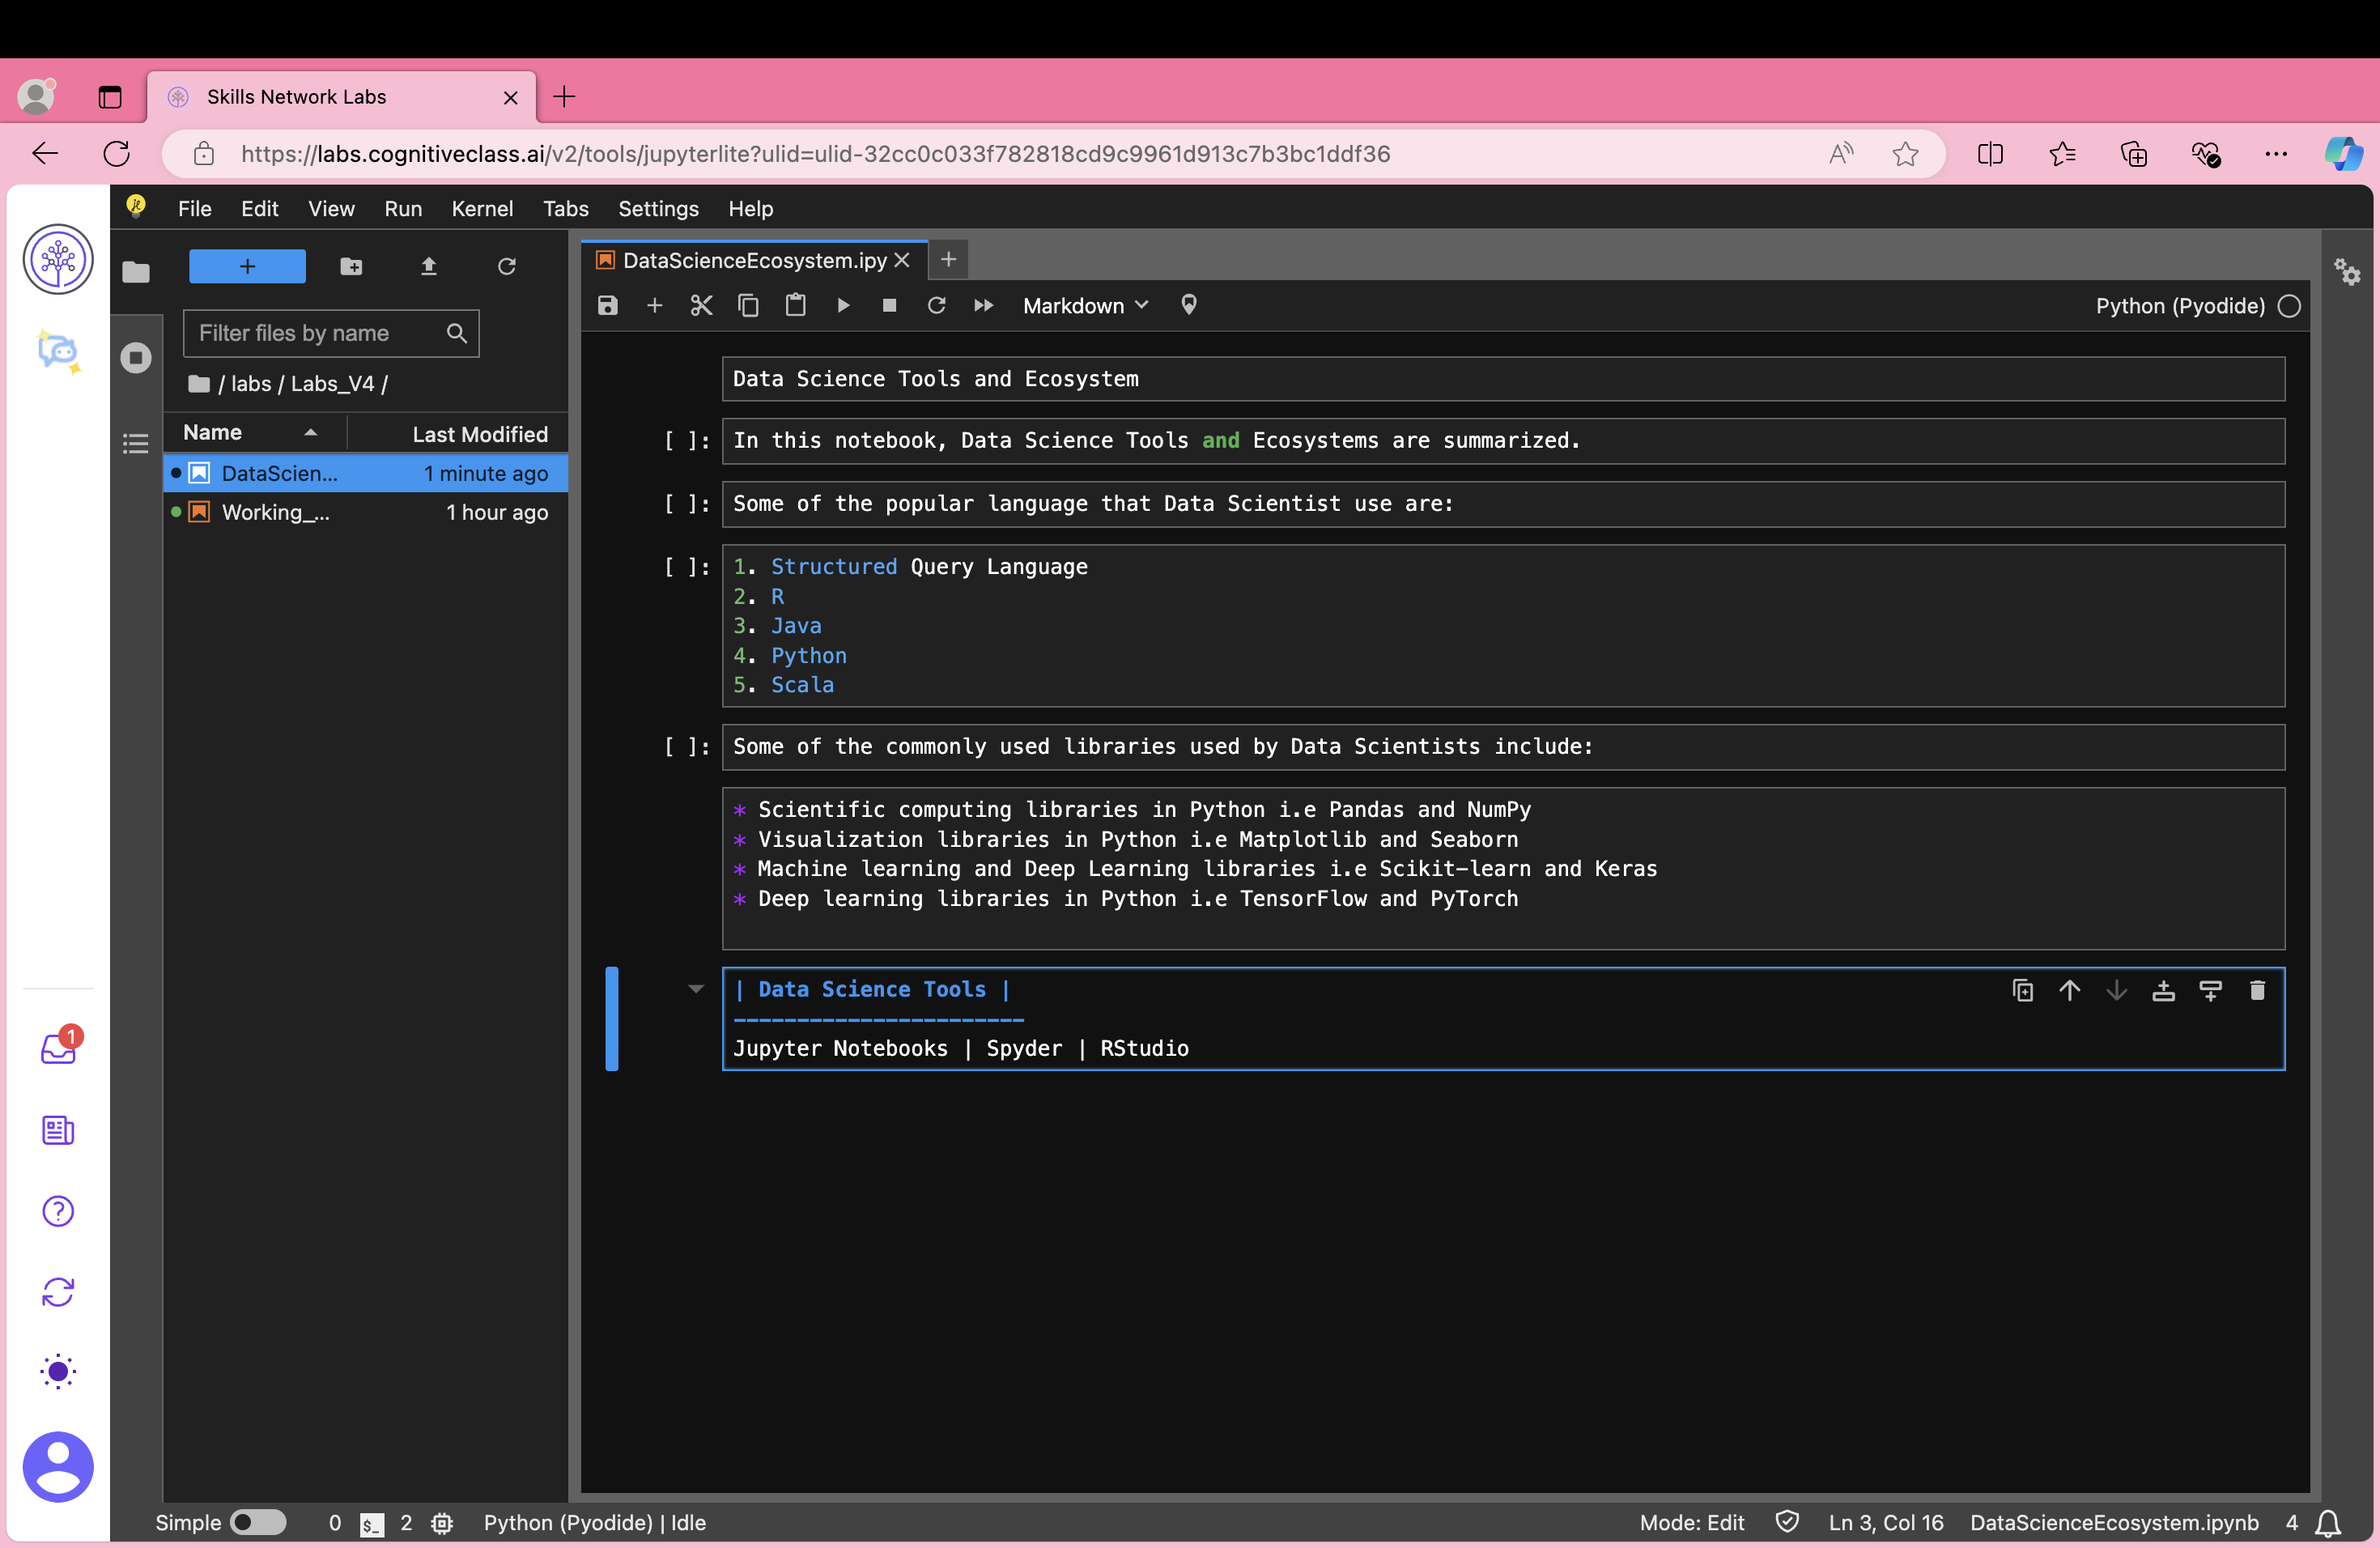 Skills Network Labs
https://labs.cognitiveclass.ai/v2/tools/jupyterlite?ulid=ulid-32cc0c033f782818cd9c9961d913c7b3bc1ddf36
File Edit View Run Kernel Tabs Settings Help
+
DataScienceEcosystem.ipy
Filter files by name
Markdown
Python (Pyodide)
/ labs / Labs_V4 /
Name Last Modified
DataScien... 1 minute ago
Working_... 1 hour ago
Data Science Tools and Ecosystem
[ ]: In this notebook, Data Science Tools and Ecosystems are summarized.
[ ]: Some of the popular language that Data Scientist use are:
[ ]: 1. Structured Query Language
2. R
3. Java
4. Python
5. Scala
[ ]: Some of the commonly used libraries used by Data Scientists include:
* Scientific computing libraries in Python i.e Pandas and NumPy
* Visualization libraries in Python i.e Matplotlib and Seaborn
* Machine learning and Deep Learning libraries i.e Scikit-learn and Keras
* Deep learning libraries in Python i.e TensorFlow and PyTorch
| Data Science Tools |
-----------------------
Jupyter Notebooks | Spyder | RStudio
1
Simple 0 $_ 2 Python (Pyodide) | Idle Mode: Edit Ln 3, Col 16 DataScienceEcosystem.ipynb 4